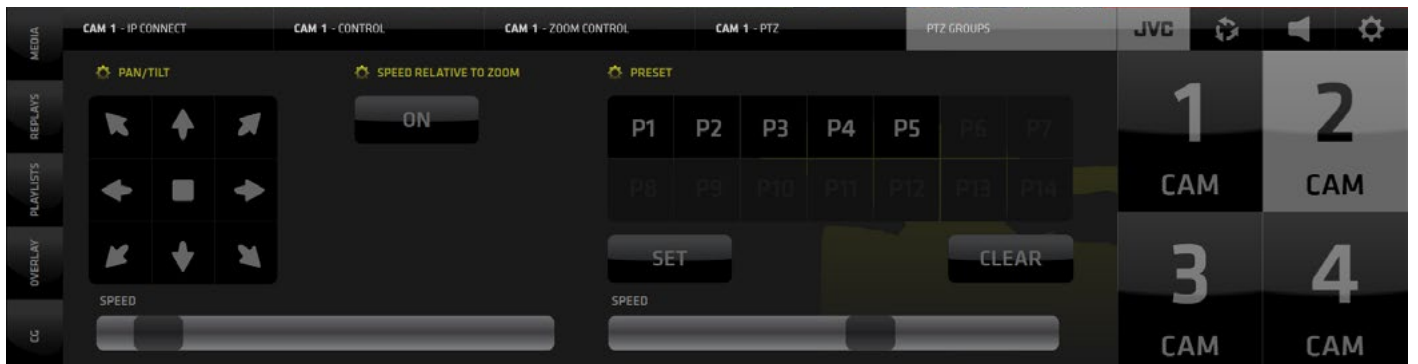 MEDIA
REPLAYS
PLAYLISTS
OVERLAY
CG
CAM 1 - IP CONNECT
CAM 1 - CONTROL
CAM 1 - ZOOM CONTROL
CAM 1 - PTZ
PTZ GROUPS
JVC
PAN/TILT
SPEED RELATIVE TO ZOOM
PRESET
ON
P1 P2 P3 P4 P5 P6 P7
P8 P9 P10 P11 P12 P13 P14
SET
CLEAR
SPEED
SPEED
1
CAM
2
CAM
3
CAM
4
CAM